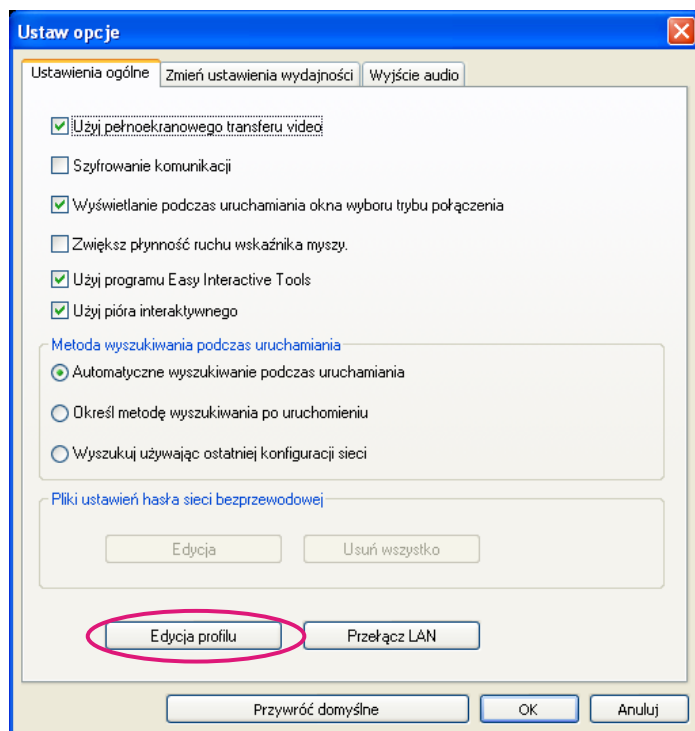 Ustaw opcje
Ustawienia ogólne Zmień ustawienia wydajności Wyjście audio
Użyj pełnoekranowego transferu video
Szyfrowanie komunikacji
Wyświetlanie podczas uruchamiania okna wyboru trybu połączenia
Zwiększ płynność ruchu wskaźnika myszy.
Użyj programu Easy Interactive Tools
Użyj pióra interaktywnego
Metoda wyszukiwania podczas uruchamiania
Automatyczne wyszukiwanie podczas uruchamiania
Określ metodę wyszukiwania po uruchomieniu
Wyszukuj używając ostatniej konfiguracji sieci
Pliki ustawień hasła sieci bezprzewodowej
Edycja Usuń wszystko
Edycja profilu Przełącz LAN
Przywróć domyślne OK Anuluj